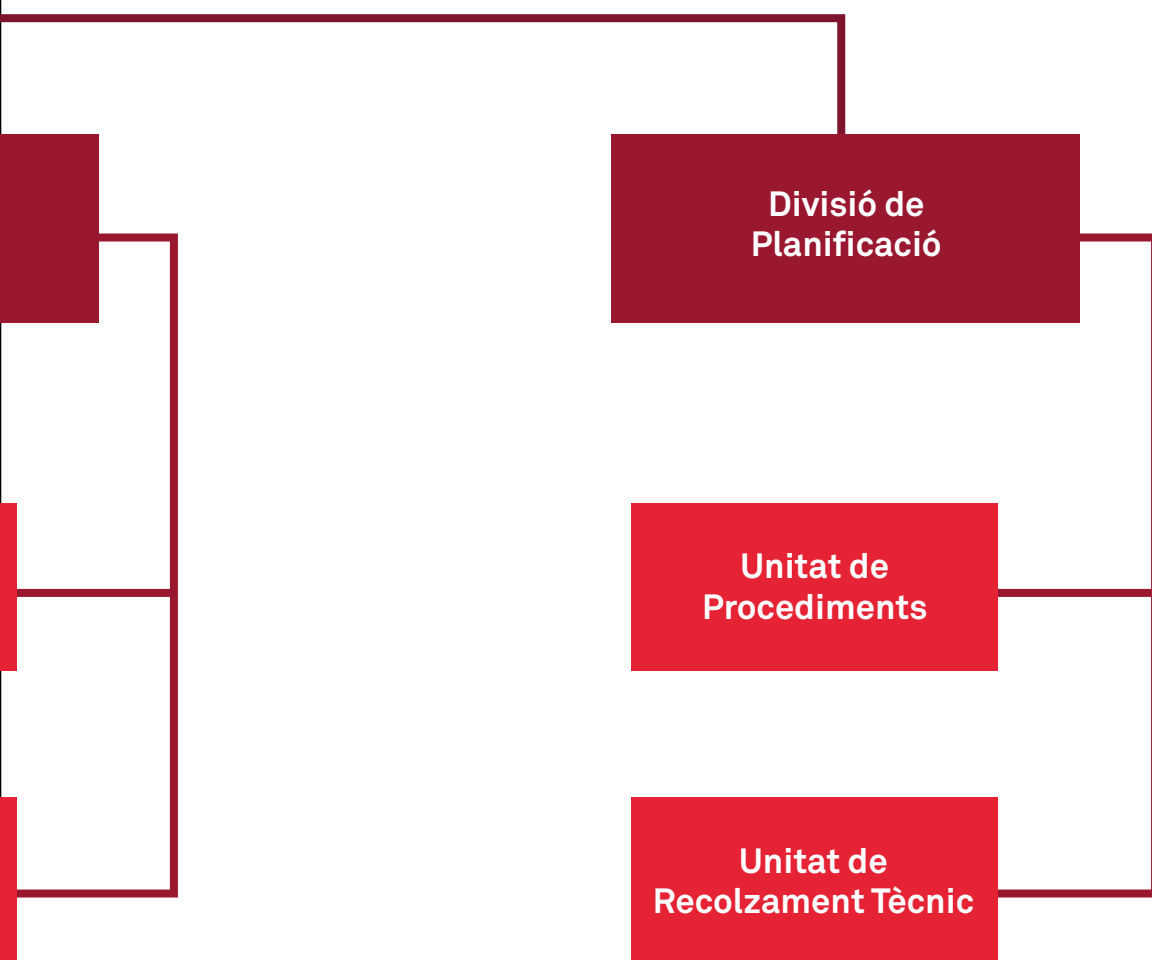 Divisió de
Planificació
Unitat de
Procediments
Unitat de
Recolzament Tècnic